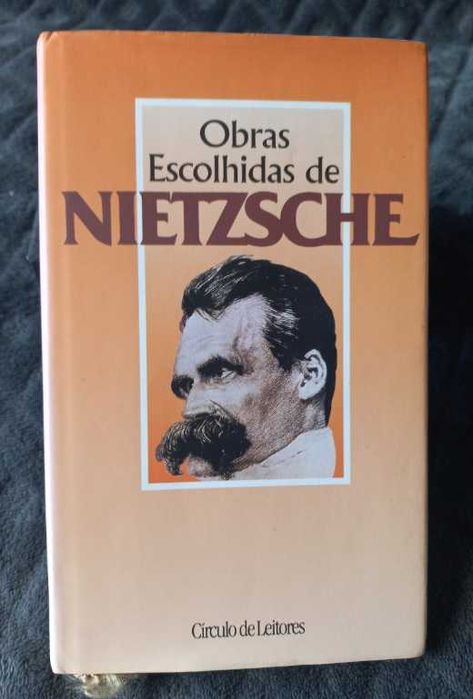 Obras
Escolhidas de
NIETZSCHE
Círculo de Leitores